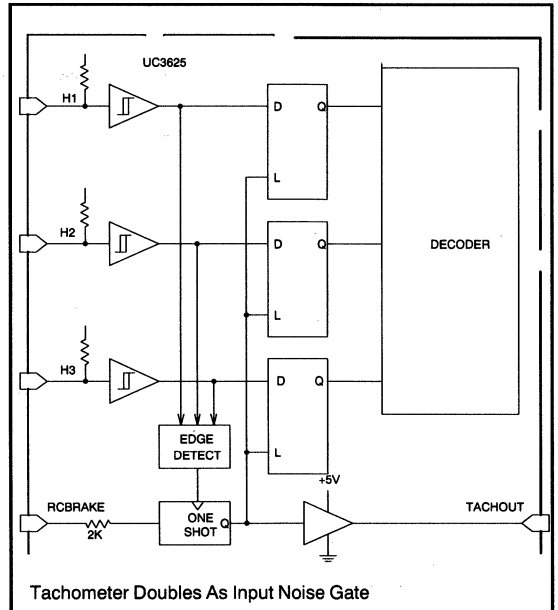 UC3625
H1
D Q
L
H2
D Q
DECODER
L
H3
D Q
EDGE
DETECT
L
+5V
RCBRAKE
ONE
SHOT
Q
TACHOUT
2K
Tachometer Doubles As Input Noise Gate